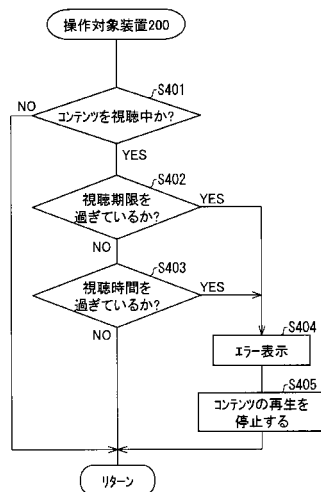 操作対象装置200
S401
NO
コンテンツを視聴中か?
YES
S402
視聴期限を
過ぎているか?
YES
NO
S403
視聴時間を
過ぎているか?
YES
NO
S404
エラー表示
S405
コンテンツの再生を
停止する
リターン